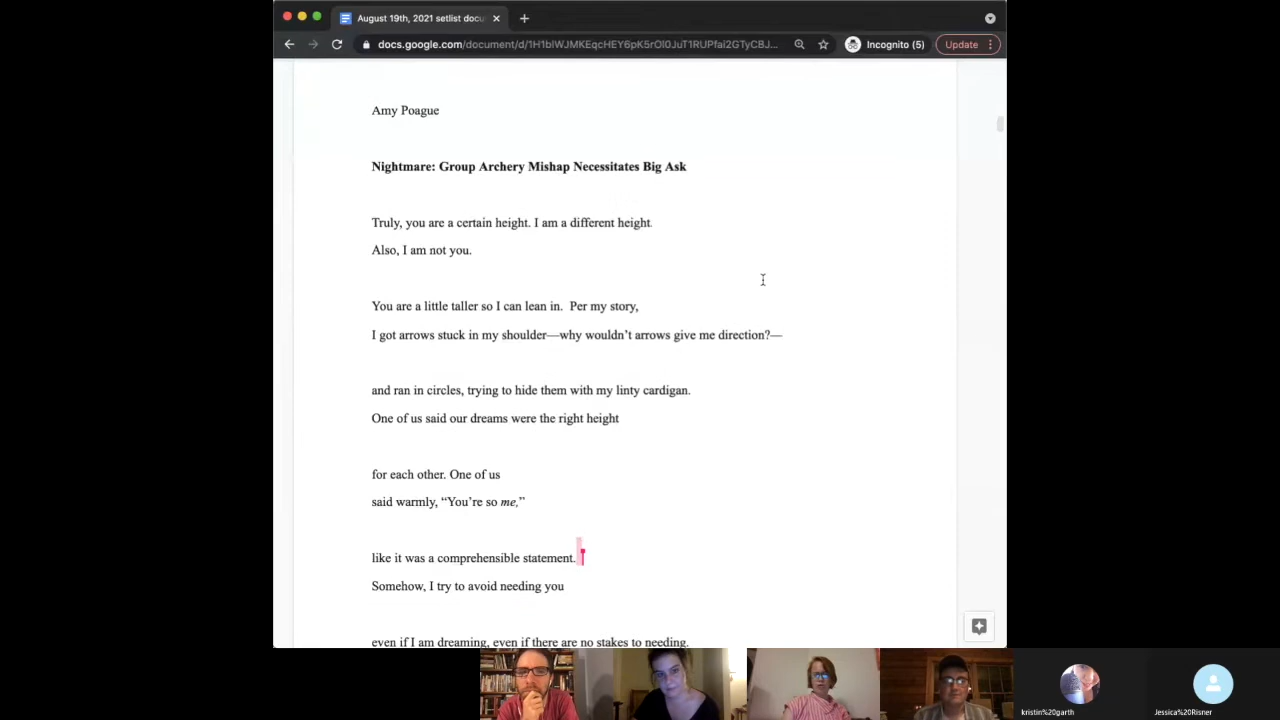 August 19th, 2021 setlist docu
docs.google.com/document/d/1H1blWJMKEqcHEY6pK5rOl0JuT1RUPfai2GTyCBJ...
Incognito (5)
Update
Amy Poague
Nightmare: Group Archery Mishap Necessitates Big Ask
Truly, you are a certain height. I am a different height.
Also, I am not you.
You are a little taller so I can lean in.  Per my story,
I got arrows stuck in my shoulder—why wouldn’t arrows give me direction?—
and ran in circles, trying to hide them with my linty cardigan.
One of us said our dreams were the right height
for each other. One of us
said warmly, “You’re so me,”
like it was a comprehensible statement.
Somehow, I try to avoid needing you
even if I am dreaming, even if there are no stakes to needing.
kristin%20garth
Jessica%20Risner